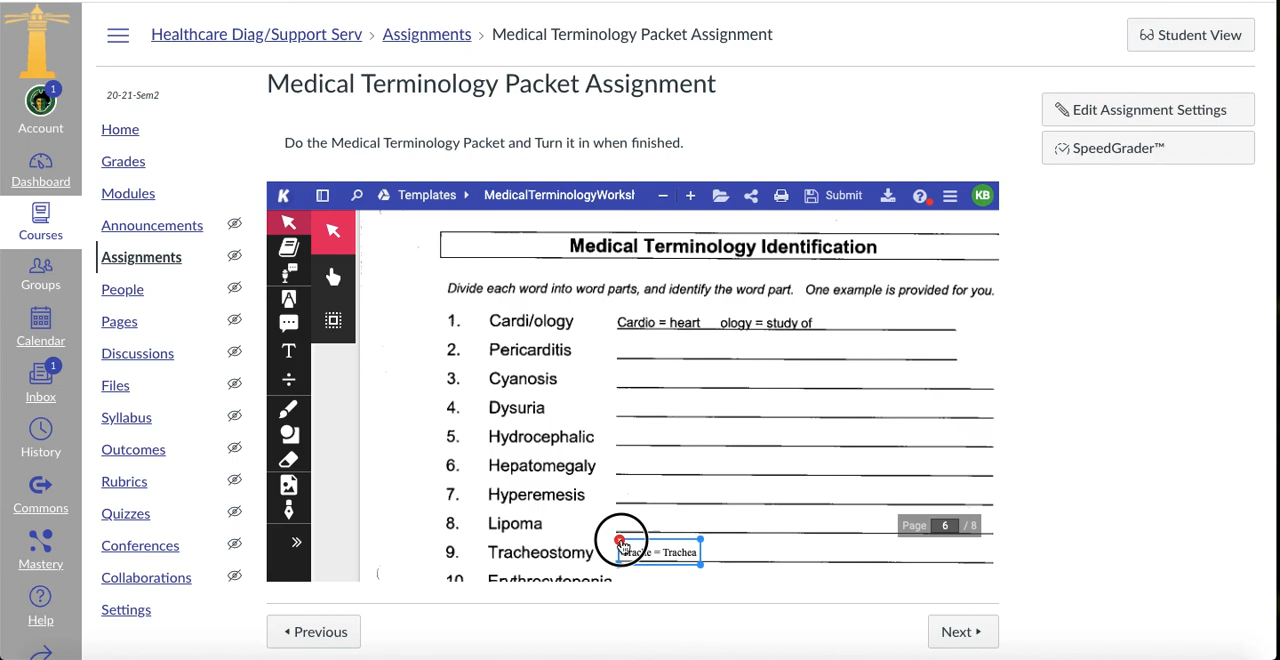 Healthcare Diag/Support Serv › Assignments › Medical Terminology Packet Assignment
Student View
1
Account
Dashboard
Courses
Groups
Calendar
1
Inbox
History
Commons
Mastery
Help
20-21-Sem2
Home
Grades
Modules
Announcements
Assignments
People
Pages
Discussions
Files
Syllabus
Outcomes
Rubrics
Quizzes
Conferences
Collaborations
Settings
Medical Terminology Packet Assignment
Do the Medical Terminology Packet and Turn it in when finished.
K Templates MedicalTerminologyWorksh Submit KB
Medical Terminology Identification
Divide each word into word parts, and identify the word part. One example is provided for you.
1. Cardi/ology Cardio = heart ology = study of
2. Pericarditis
3. Cyanosis
4. Dysuria
5. Hydrocephalic
6. Hepatomegaly
7. Hyperemesis
8. Lipoma
9. Tracheostomy = Trachea
10 Erythrocytopenia
Page 6 / 8
Previous
Next
Edit Assignment Settings
SpeedGrader™